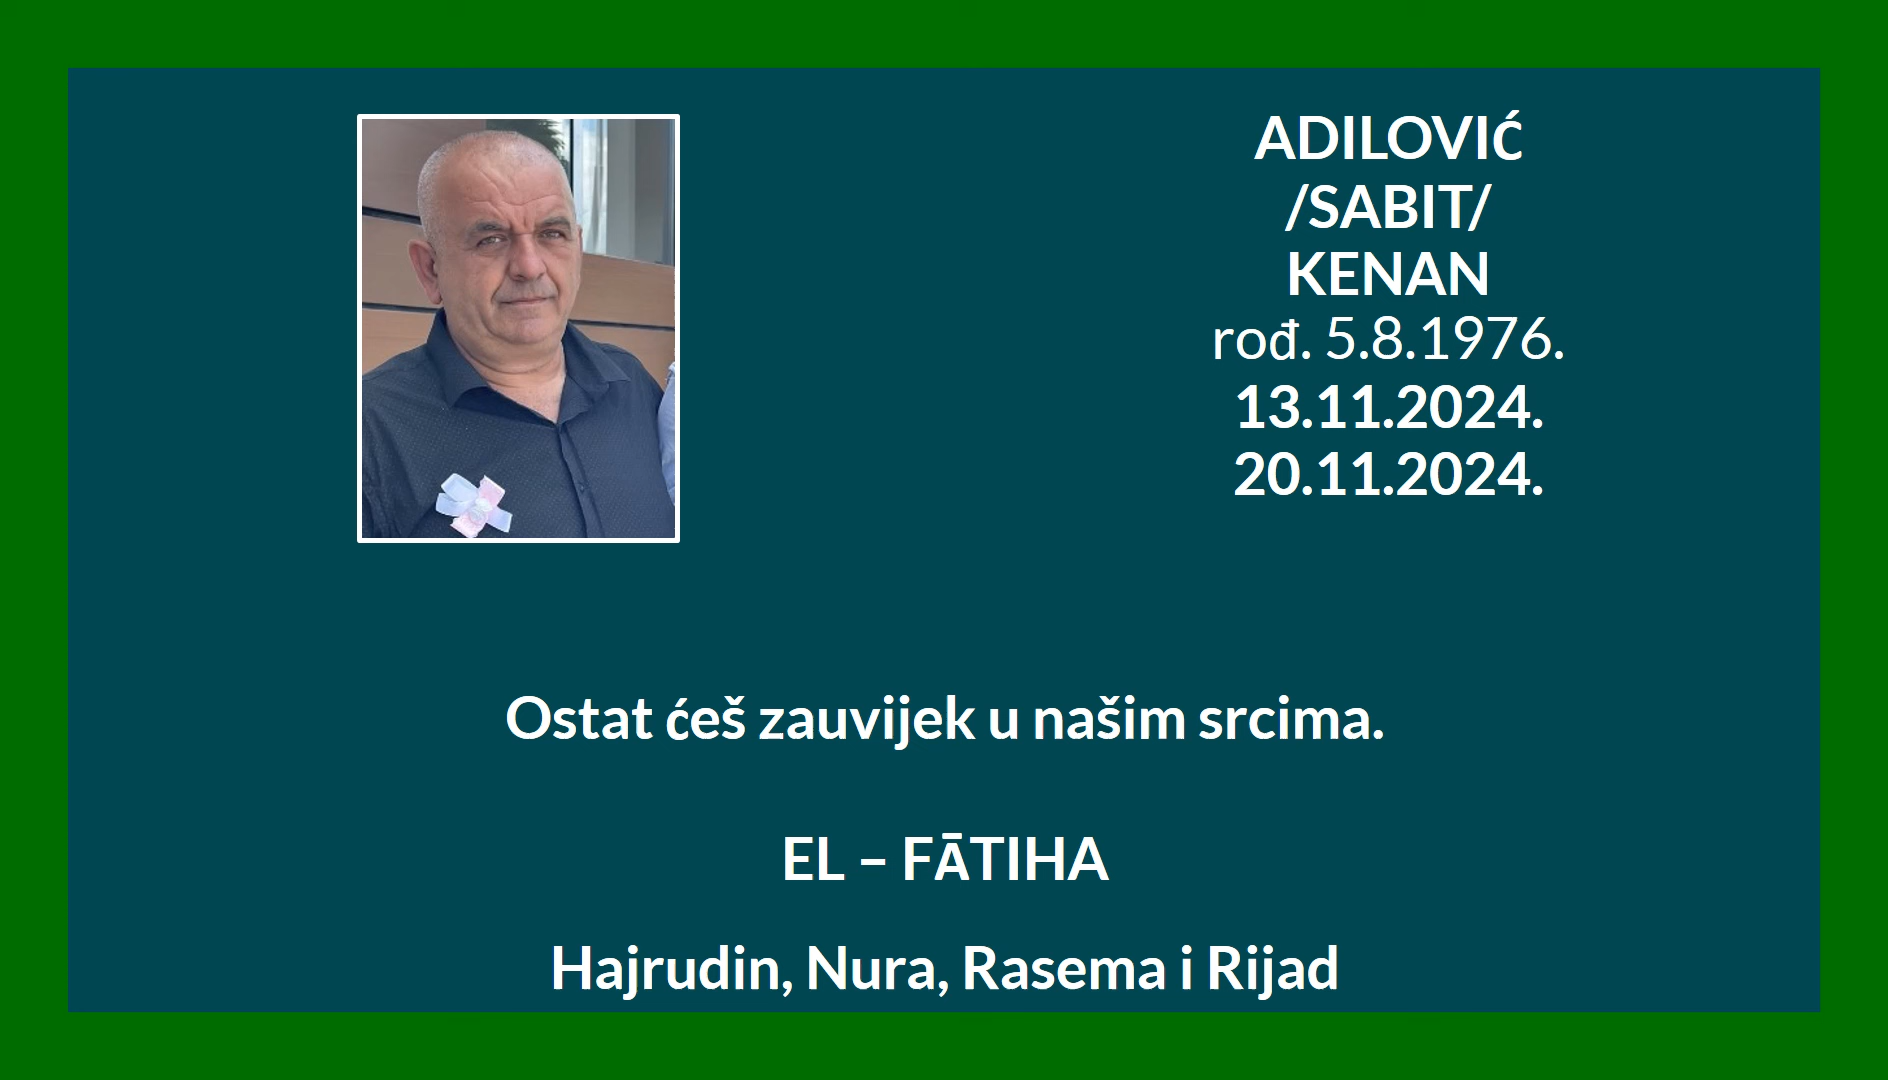 ADILOVIĆ
/SABIT/
KENAN
rođ. 5.8.1976.
13.11.2024.
20.11.2024.
Ostat ćeš zauvijek u našim srcima.
EL – FĀTIHA
Hajrudin, Nura, Rasema i Rijad